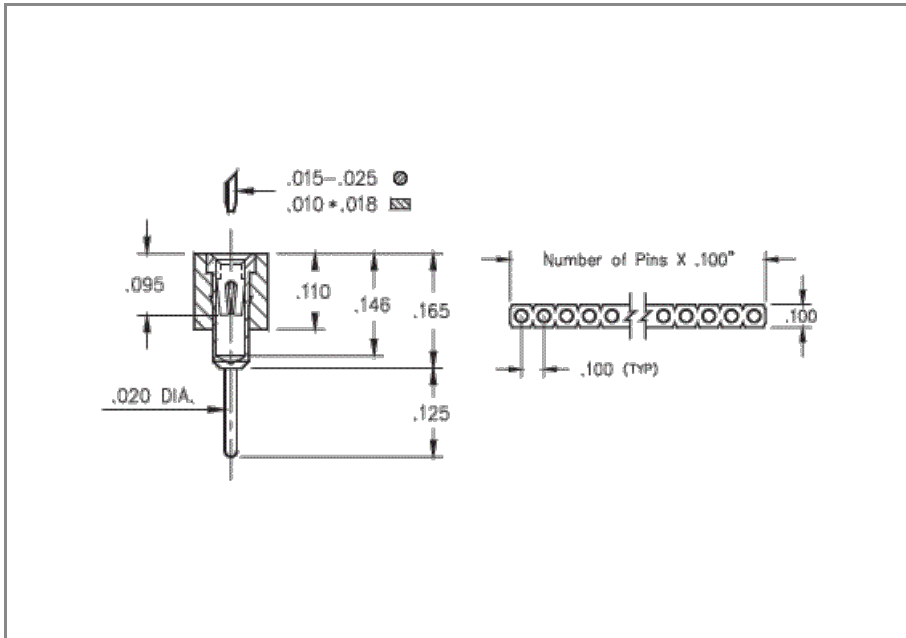 .015-.025
.010 * .018
.095
.110
.146
.165
.020 DIA.
.125
Number of Pins X .100"
.100
.100 (TYP)